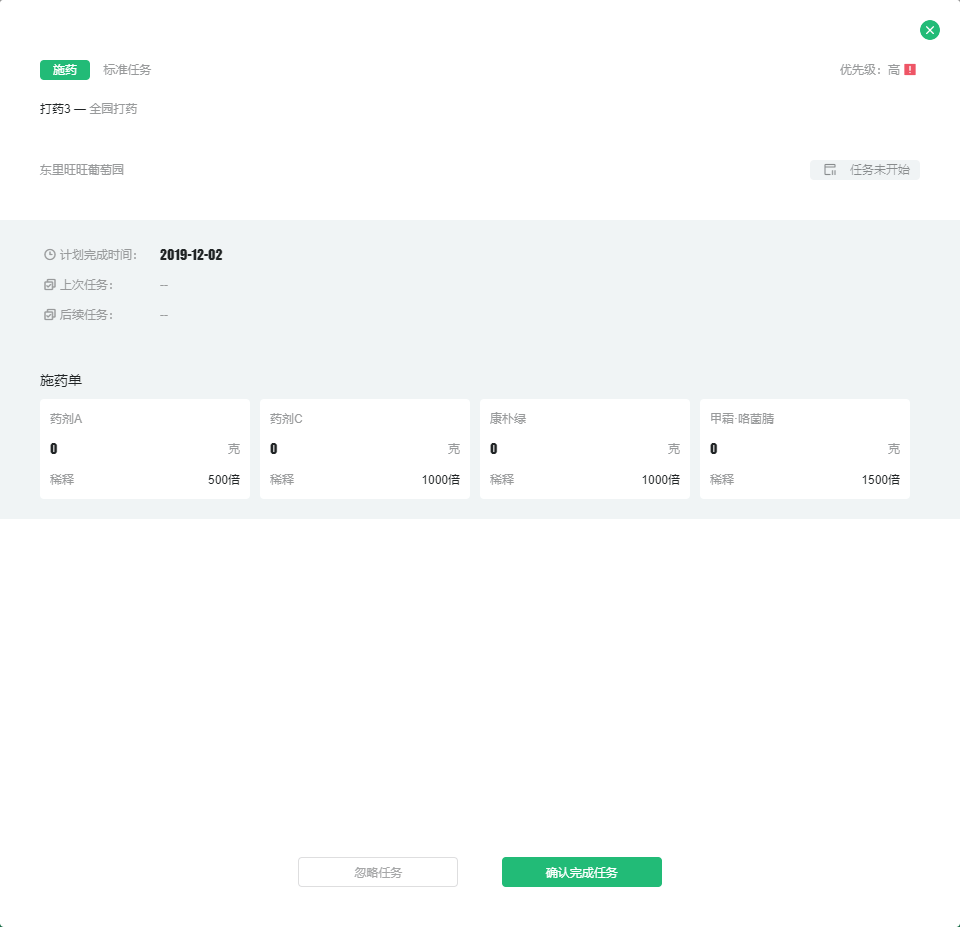 施药 标准任务 优先级：高
打药3 — 全园打药
东里旺旺葡萄园 任务未开始
计划完成时间： 2019-12-02
上次任务： --
后续任务： --
施药单
药剂A 药剂C 康朴绿 甲霜·咯菌腈
0 克 0 克 0 克 0 克
稀释 500倍 稀释 1000倍 稀释 1000倍 稀释 1500倍
忽略任务 确认完成任务